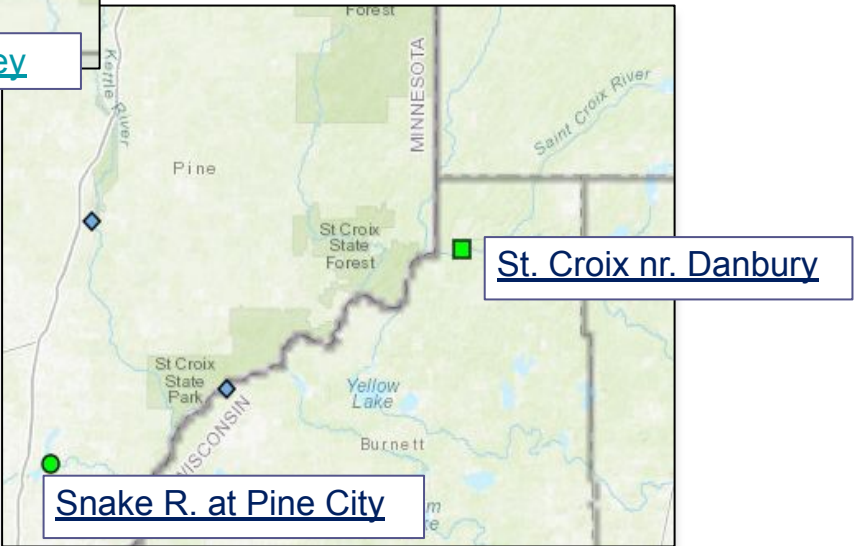 Forest
ey
Kettle River
MINNESOTA
Saint Croix River
Pine
St Croix
State
Forest
St. Croix nr. Danbury
St Croix
State
Park
Yellow
Lake
WISCONSIN
Burnett
Snake R. at Pine City